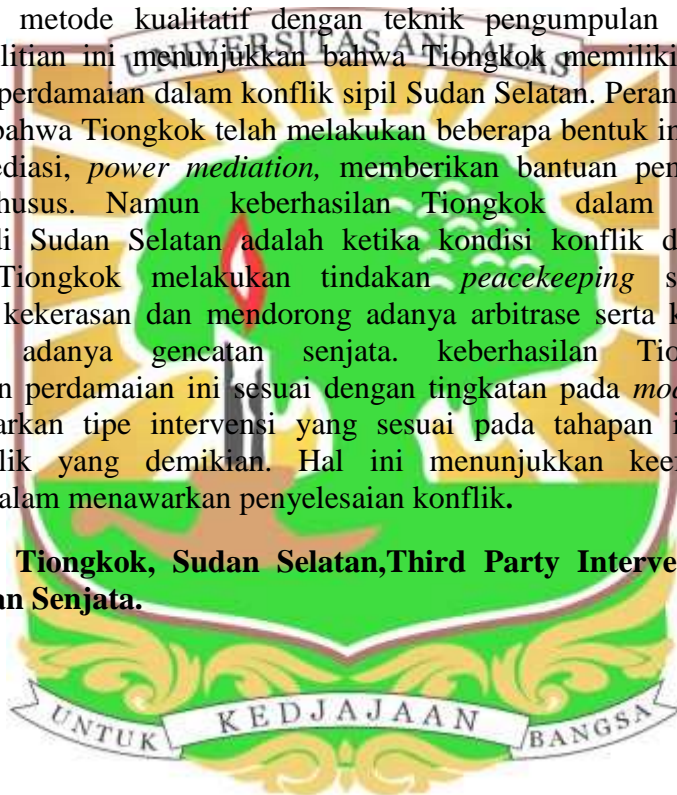 metode kualitatif dengan teknik pengumpulan
UNIVERSITAS ANDALAS
litian ini menunjukkan bahwa Tiongkok memiliki
perdamaian dalam konflik sipil Sudan Selatan. Peran
bahwa Tiongkok telah melakukan beberapa bentuk in
ediasi, power mediation, memberikan bantuan pem
husus. Namun keberhasilan Tiongkok dalam
di Sudan Selatan adalah ketika kondisi konflik d
Tiongkok melakukan tindakan peacekeeping s
kekerasan dan mendorong adanya arbitrase serta k
adanya gencatan senjata. keberhasilan Tio
n perdamaian ini sesuai dengan tingkatan pada mod
arkan tipe intervensi yang sesuai pada tahapan i
lik yang demikian. Hal ini menunjukkan keef
dalam menawarkan penyelesaian konflik.
Tiongkok, Sudan Selatan,Third Party Interve
an Senjata.
UNTUK KEDJAJAAN BANGSA